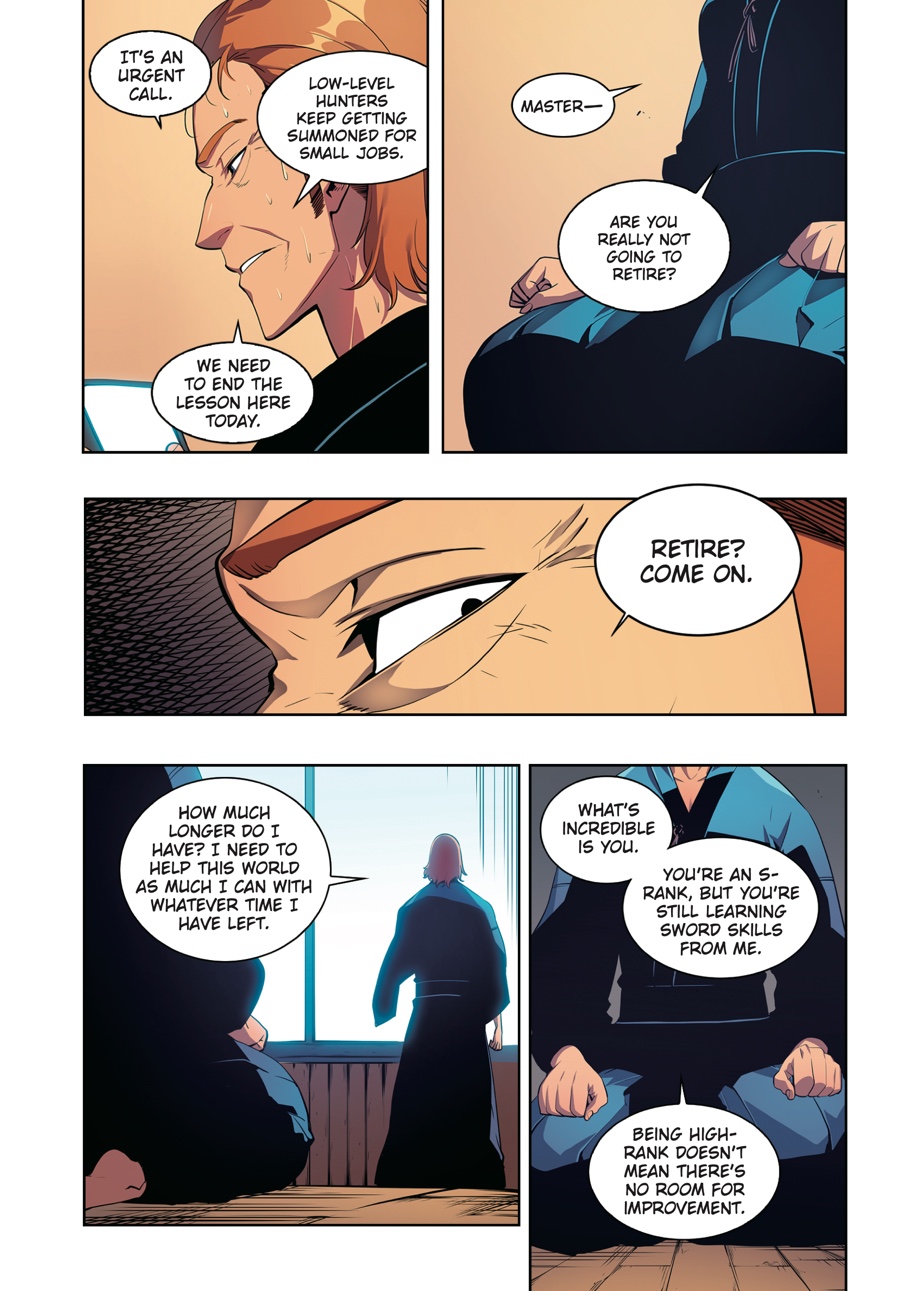 IT'S AN
URGENT
CALL.
LOW-LEVEL
HUNTERS
KEEP GETTING
SUMMONED FOR
SMALL JOBS.
WE NEED
TO END THE
LESSON HERE
TODAY.
MASTER—
ARE YOU
REALLY NOT
GOING TO
RETIRE?
RETIRE?
COME ON.
HOW MUCH
LONGER DO I
HAVE? I NEED TO
HELP THIS WORLD
AS MUCH I CAN WITH
WHATEVER TIME I
HAVE LEFT.
WHAT'S
INCREDIBLE
IS YOU.
YOU'RE AN S-
RANK, BUT YOU'RE
STILL LEARNING
SWORD SKILLS
FROM ME.
BEING HIGH-
RANK DOESN'T
MEAN THERE'S
NO ROOM FOR
IMPROVEMENT.